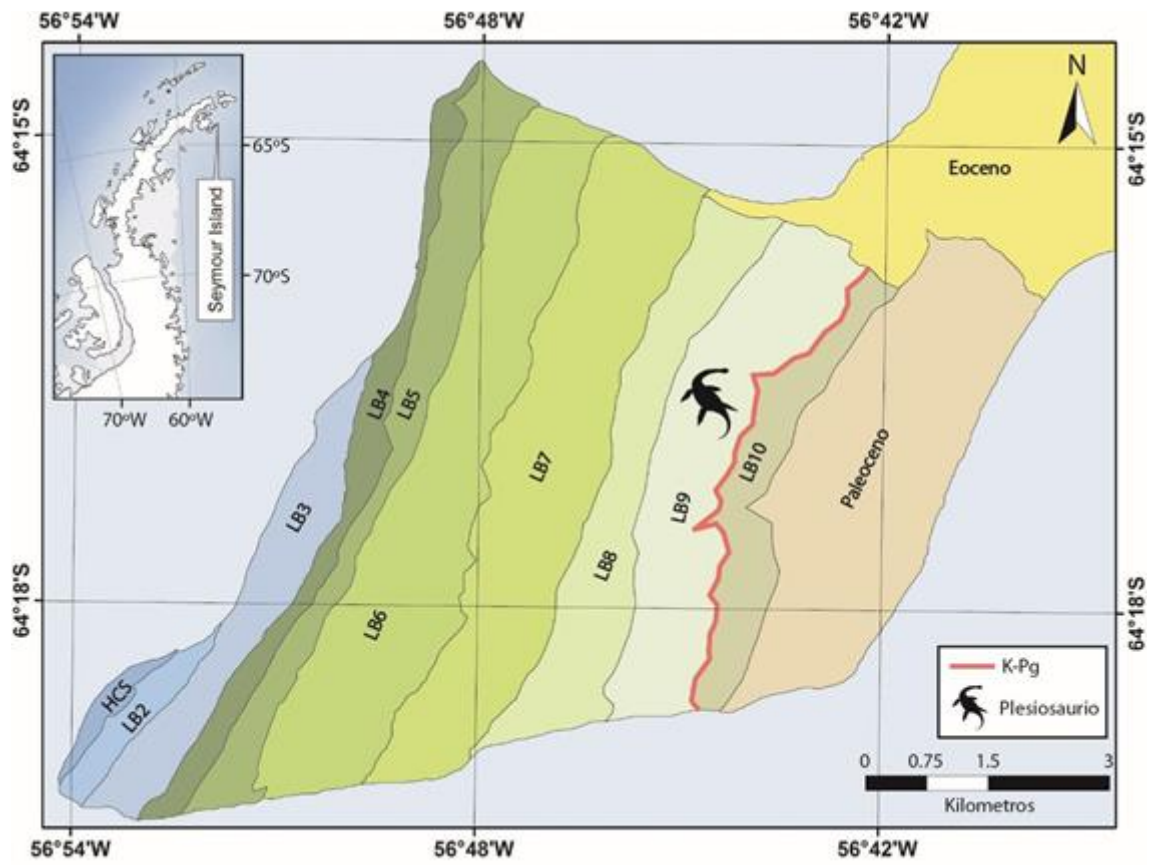 56°54'W
56°48'W
56°42'W
N
64°15'S
65°S
64°15'S
Eoceno
Seymour Island
70°S
70°W
60°W
LB4
LB5
LB7
LB10
Paleoceno
LB3
LB9
LB8
64°18'S
LB6
64°18'S
HCS
LB2
K-Pg
Plesiosaurio
0
0.75
1.5
3
Kilometros
56°54'W
56°48'W
56°42'W